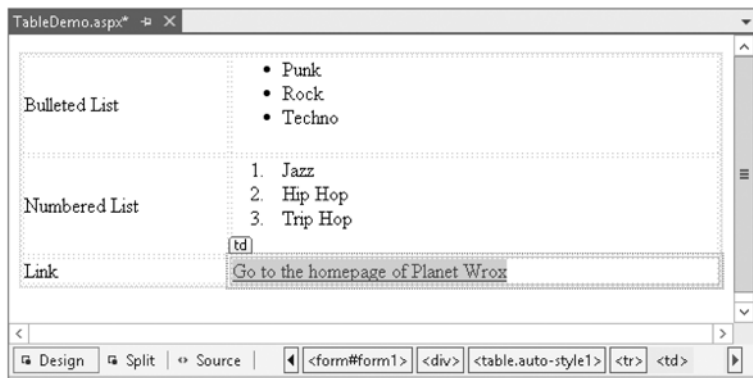 TableDemo.aspx*
Bulleted List
• Punk
• Rock
• Techno
Numbered List
1. Jazz
2. Hip Hop
3. Trip Hop
td
Link
Go to the homepage of Planet Wrox
Design Split Source <form#form1> <div> <table.auto-style1> <tr> <td>